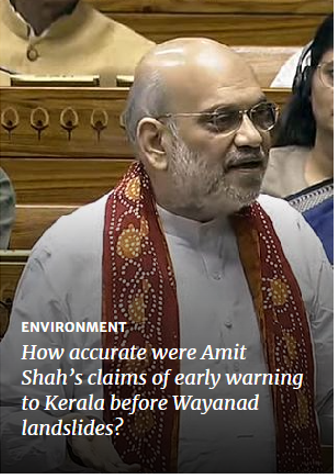 ENVIRONMENT
How accurate were Amit
Shah’s claims of early warning
to Kerala before Wayanad
landslides?